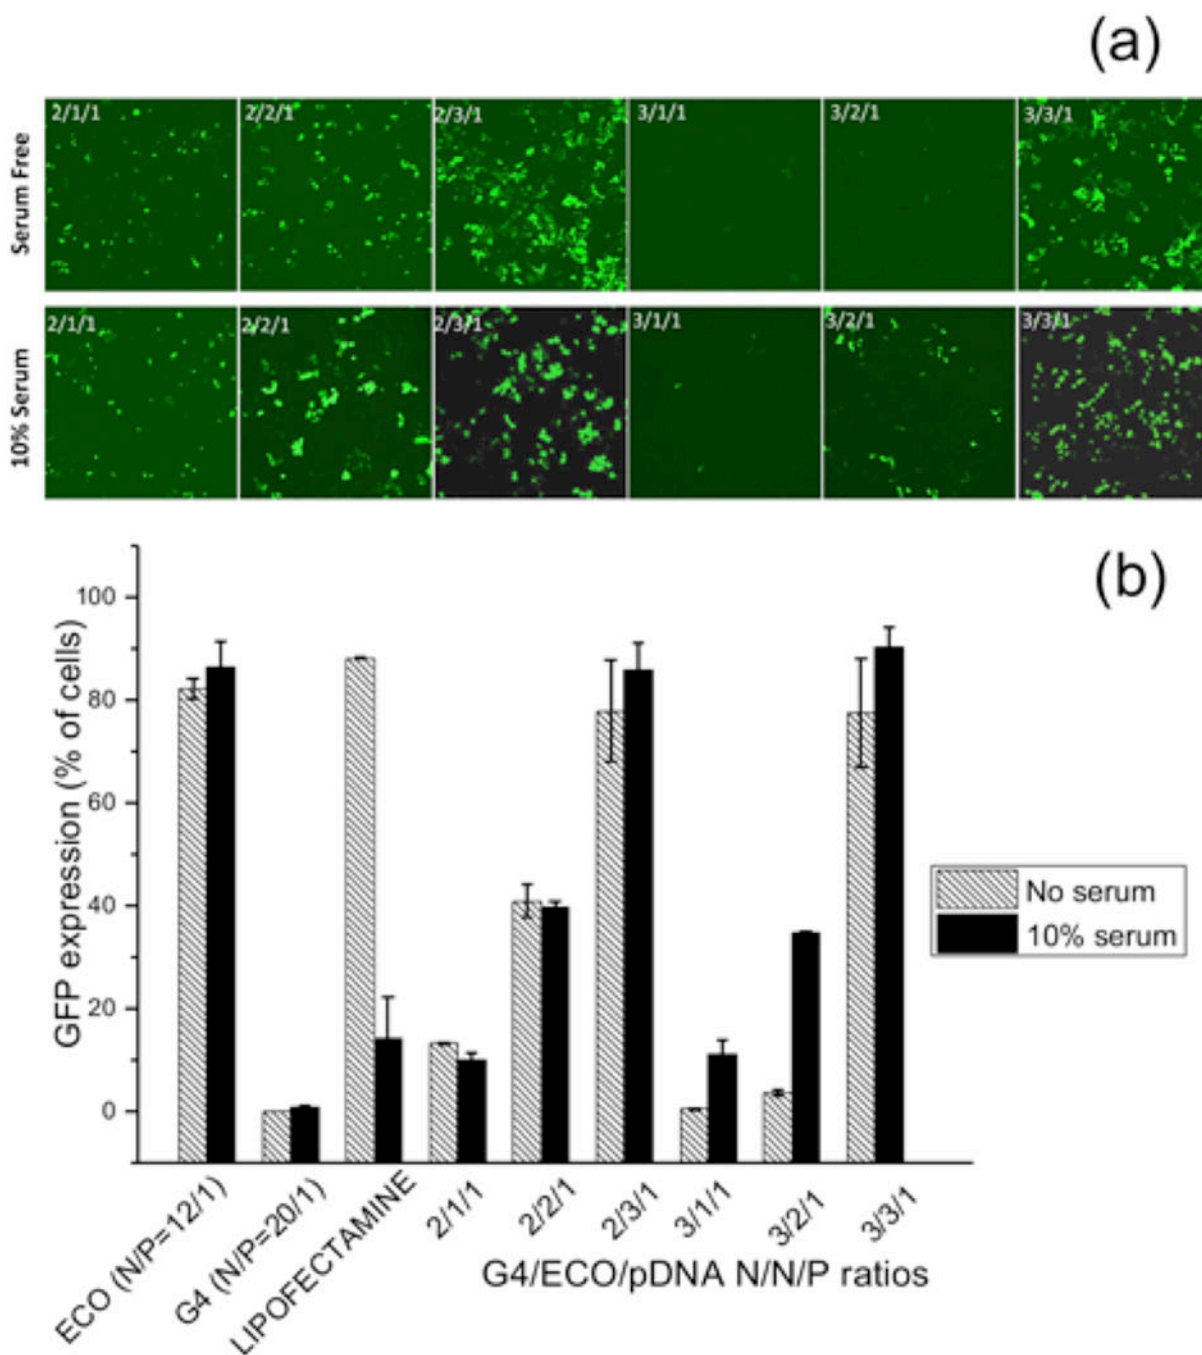 (a)
Serum Free
2/1/1
2/2/1
2/3/1
3/1/1
3/2/1
3/3/1
10% Serum
2/1/1
2/2/1
2/3/1
3/1/1
3/2/1
3/3/1
(b)
GFP expression (% of cells)
100
80
60
40
20
0
No serum
10% serum
ECO (N/P=12/1)
G4 (N/P=20/1)
LIPOFECTAMINE
2/1/1
2/2/1
2/3/1
3/1/1
3/2/1
3/3/1
G4/ECO/pDNA N/N/P ratios